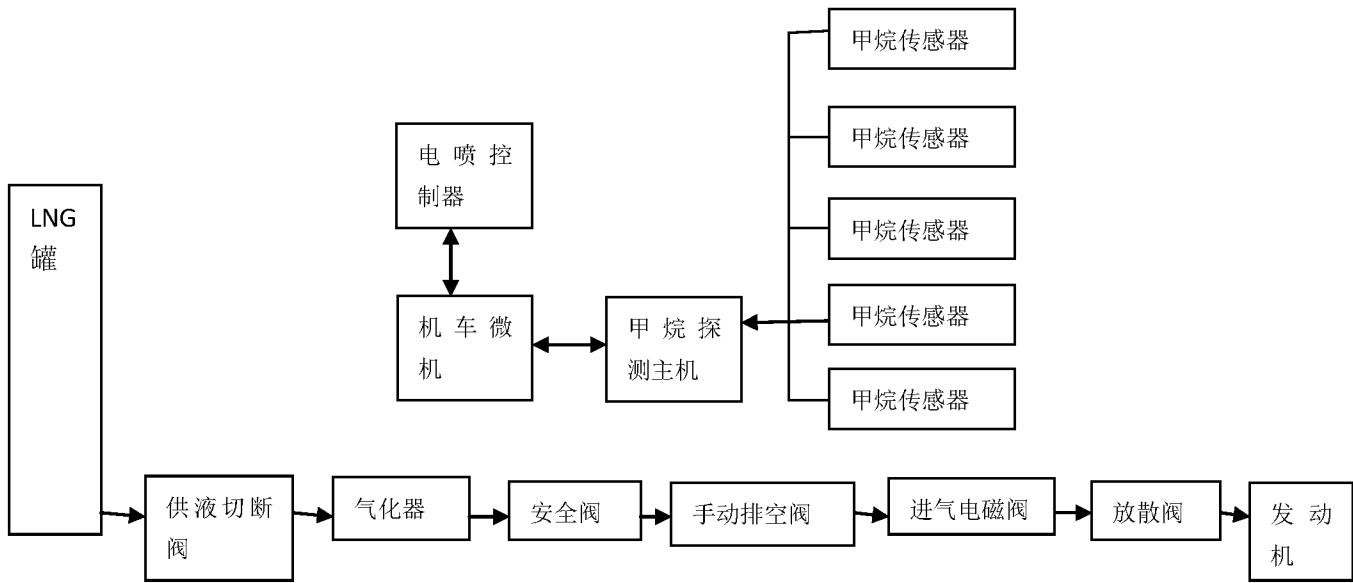 甲烷传感器
甲烷传感器
电喷控
制器
LNG
罐
甲烷传感器
机车微
机
甲烷探
测主机
甲烷传感器
甲烷传感器
供液切断
阀
气化器
安全阀
手动排空阀
进气电磁阀
放散阀
发动
机